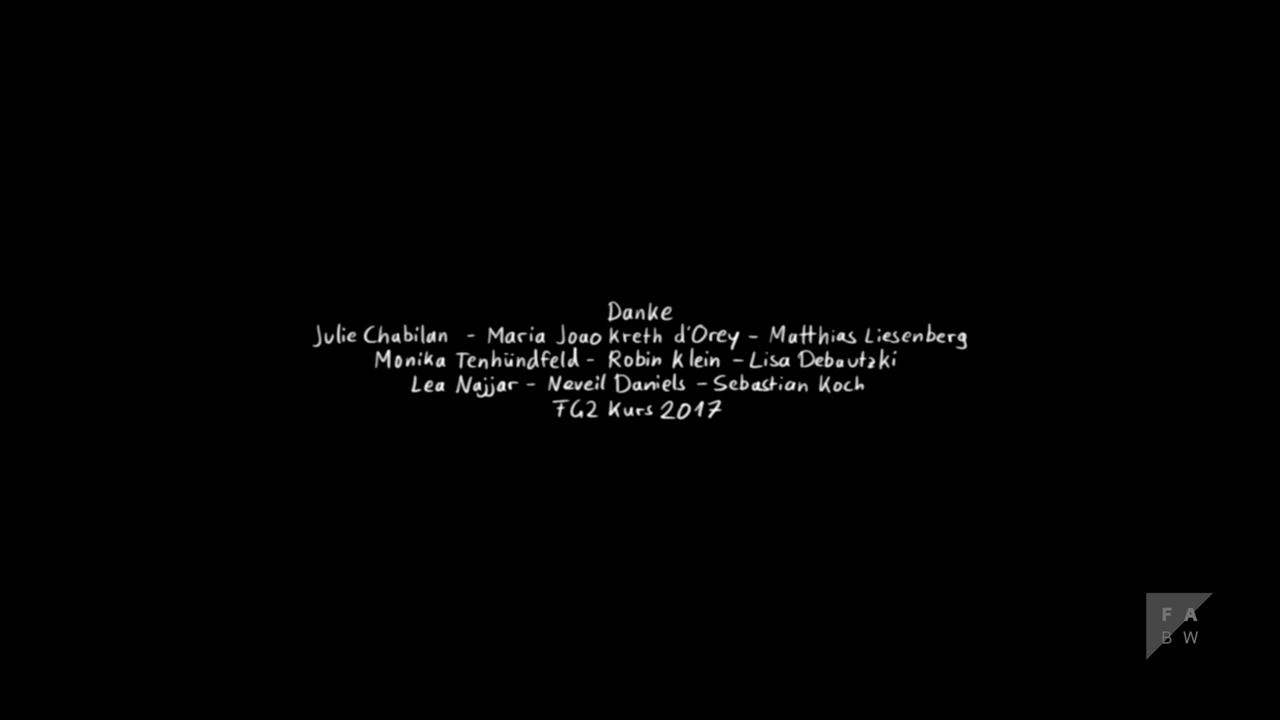 Danke
Julie Chabilan - Maria Joao Kreth d'Orey - Matthias Liesenberg
Monika Tenhündfeld - Robin Klein - Lisa Debautzki
Lea Najjar - Neveil Daniels - Sebastian Koch
FG2 Kurs 2017
F A
B W